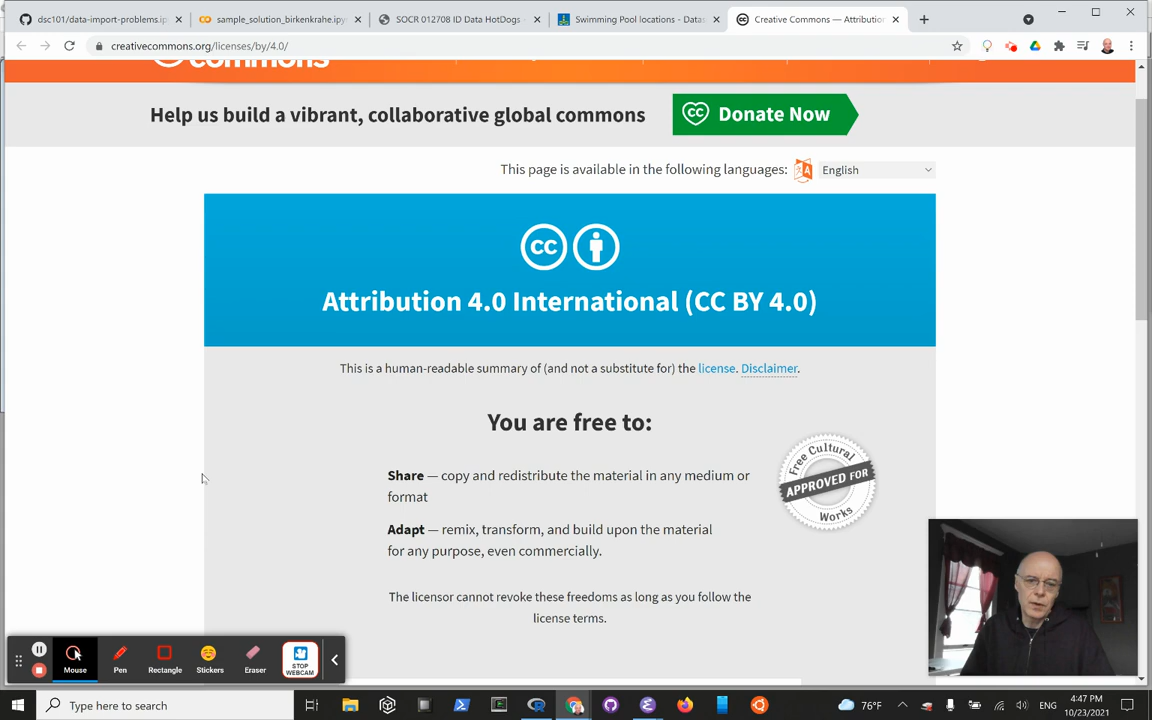 dsc101/data-import-problems.ip
sample_solution_birkenkrahe.ipy
SOCR 012708 ID Data HotDogs -
Swimming Pool locations - Datas
Creative Commons — Attribution
creativecommons.org/licenses/by/4.0/
commons
Help us build a vibrant, collaborative global commons
CC Donate Now
This page is available in the following languages:
English
cc
Attribution 4.0 International (CC BY 4.0)
This is a human-readable summary of (and not a substitute for) the license. Disclaimer.
You are free to:
Share — copy and redistribute the material in any medium or
format
Adapt — remix, transform, and build upon the material
for any purpose, even commercially.
Free Cultural
APPROVED FOR
Works
The licensor cannot revoke these freedoms as long as you follow the
license terms.
Mouse
Pen
Rectangle
Stickers
Eraser
STOP
WEBCAM
Type here to search
76°F
ENG
4:47 PM
10/23/2021